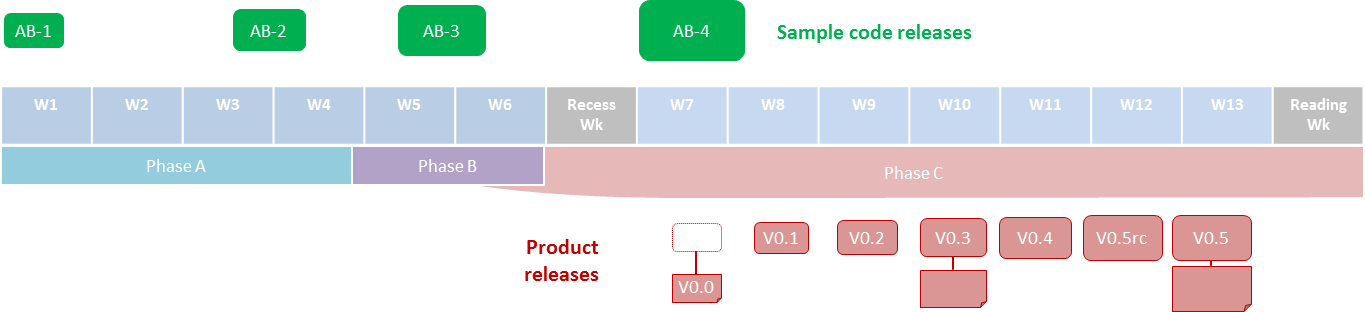 AB-1
AB-2
AB-3
AB-4
Sample code releases
W1
W2
W3
W4
W5
W6
Recess
Wk
W7
W8
W9
W10
W11
W12
W13
Reading
Wk
Phase A
Phase B
Phase C
Product
releases
V0.1
V0.2
V0.3
V0.4
V0.5rc
V0.5
V0.0